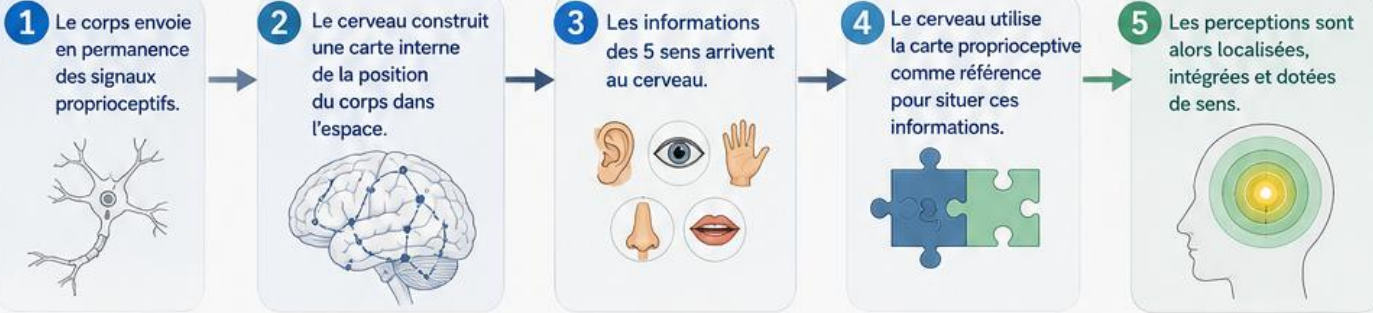 1
Le corps envoie
en permanence
des signaux
proprioceptifs.
2
Le cerveau construit
une carte interne
de la position
du corps dans
l'espace.
3
Les informations
des 5 sens arrivent
au cerveau.
4
Le cerveau utilise
la carte proprioceptive
comme référence
pour situer ces
informations.
5
Les perceptions sont
alors localisées,
intégrées et dotées
de sens.